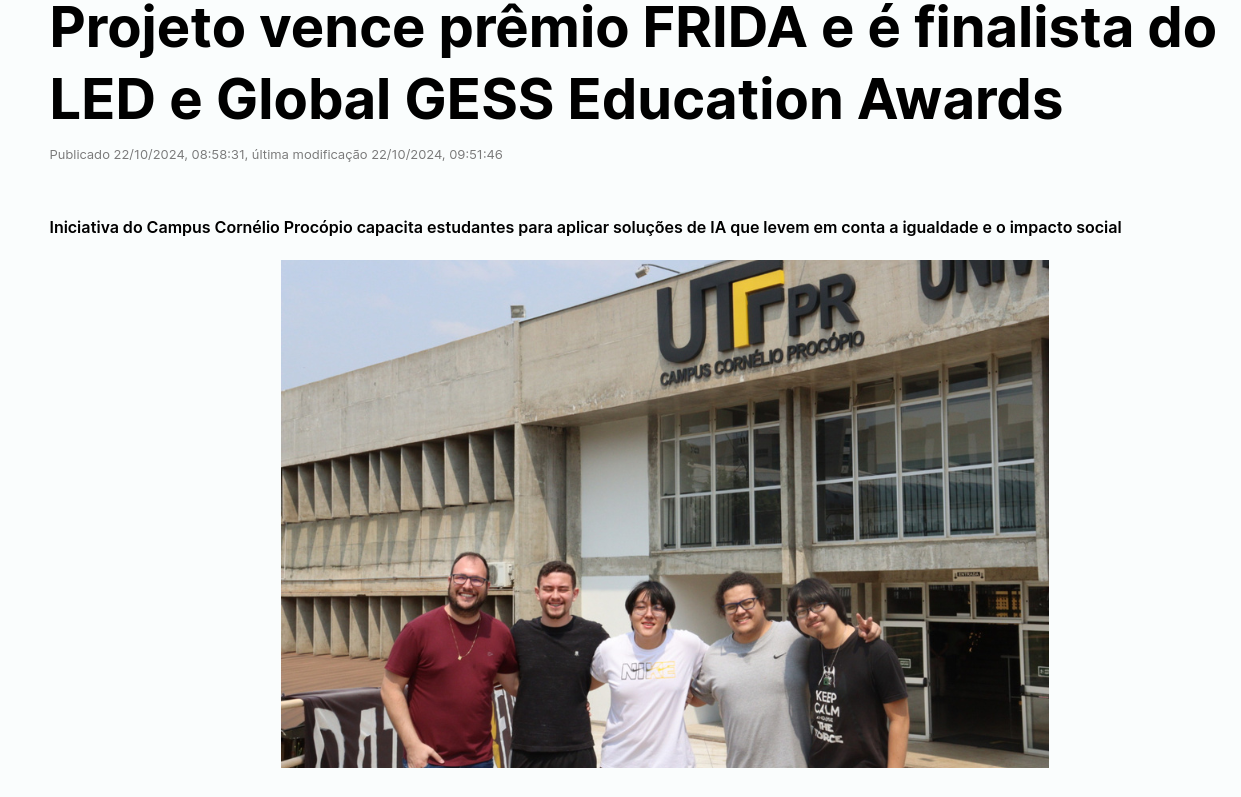 Projeto vence prêmio FRIDA e é finalista do
LED e Global GESS Education Awards
Publicado 22/10/2024, 08:58:31, última modificação 22/10/2024, 09:51:46
Iniciativa do Campus Cornélio Procópio capacita estudantes para aplicar soluções de IA que levem em conta a igualdade e o impacto social
UTFPR
CAMPUS CORNÉLIO PROCÓPIO
ENTRADA
KEEP
CALM
THE
FORCE